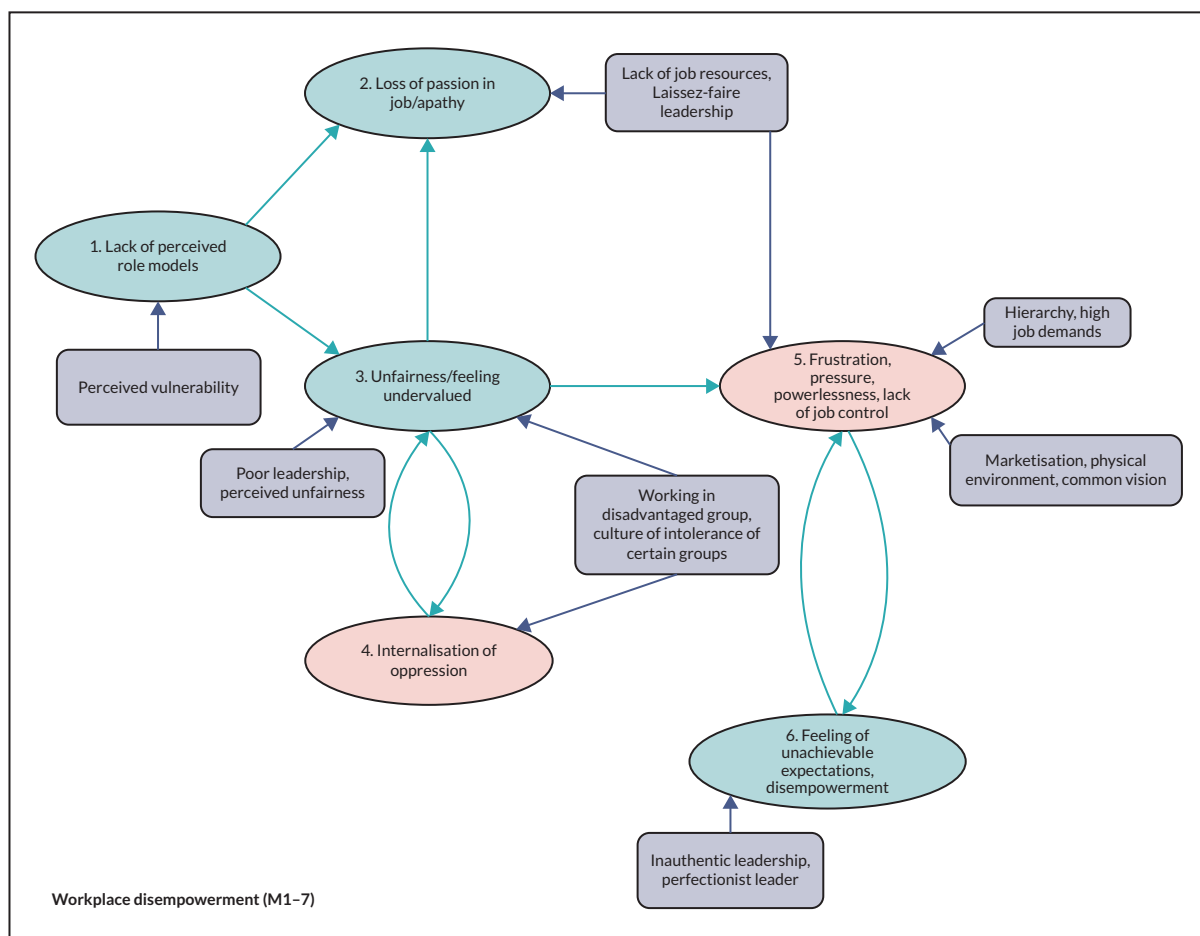 2. Loss of passion in
job/apathy
Lack of job resources,
Laissez-faire
leadership
1. Lack of perceived
role models
Perceived vulnerability
3. Unfairness/feeling
undervalued
Hierarchy, high
job demands
5. Frustration,
pressure,
powerlessness, lack
of job control
Poor leadership,
perceived unfairness
Working in
disadvantaged group,
culture of intolerance of
certain groups
Marketisation, physical
environment, common vision
4. Internalisation of
oppression
6. Feeling of
unachievable
expectations,
disempowerment
Inauthentic leadership,
perfectionist leader
Workplace disempowerment (M1–7)